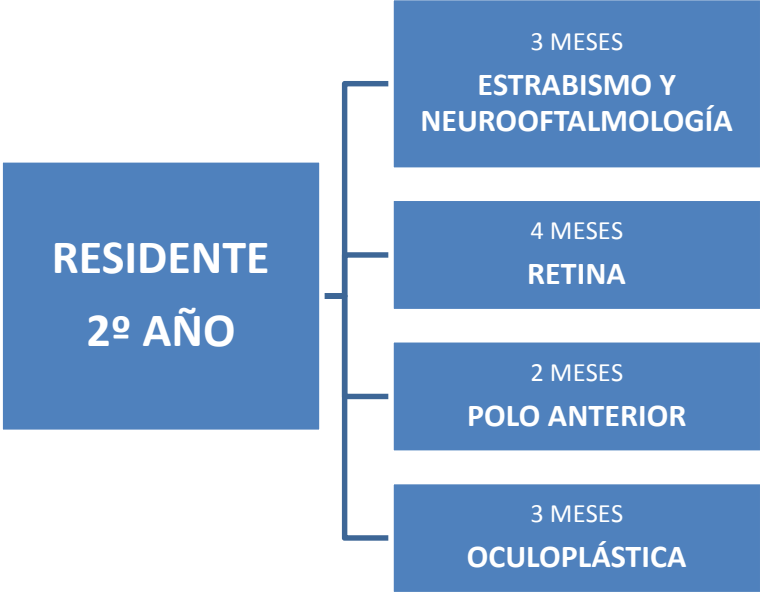 RESIDENTE
2º AÑO
3 MESES
ESTRABISMO Y
NEUROOFTALMOLOGÍA
4 MESES
RETINA
2 MESES
POLO ANTERIOR
3 MESES
OCULOPLÁSTICA